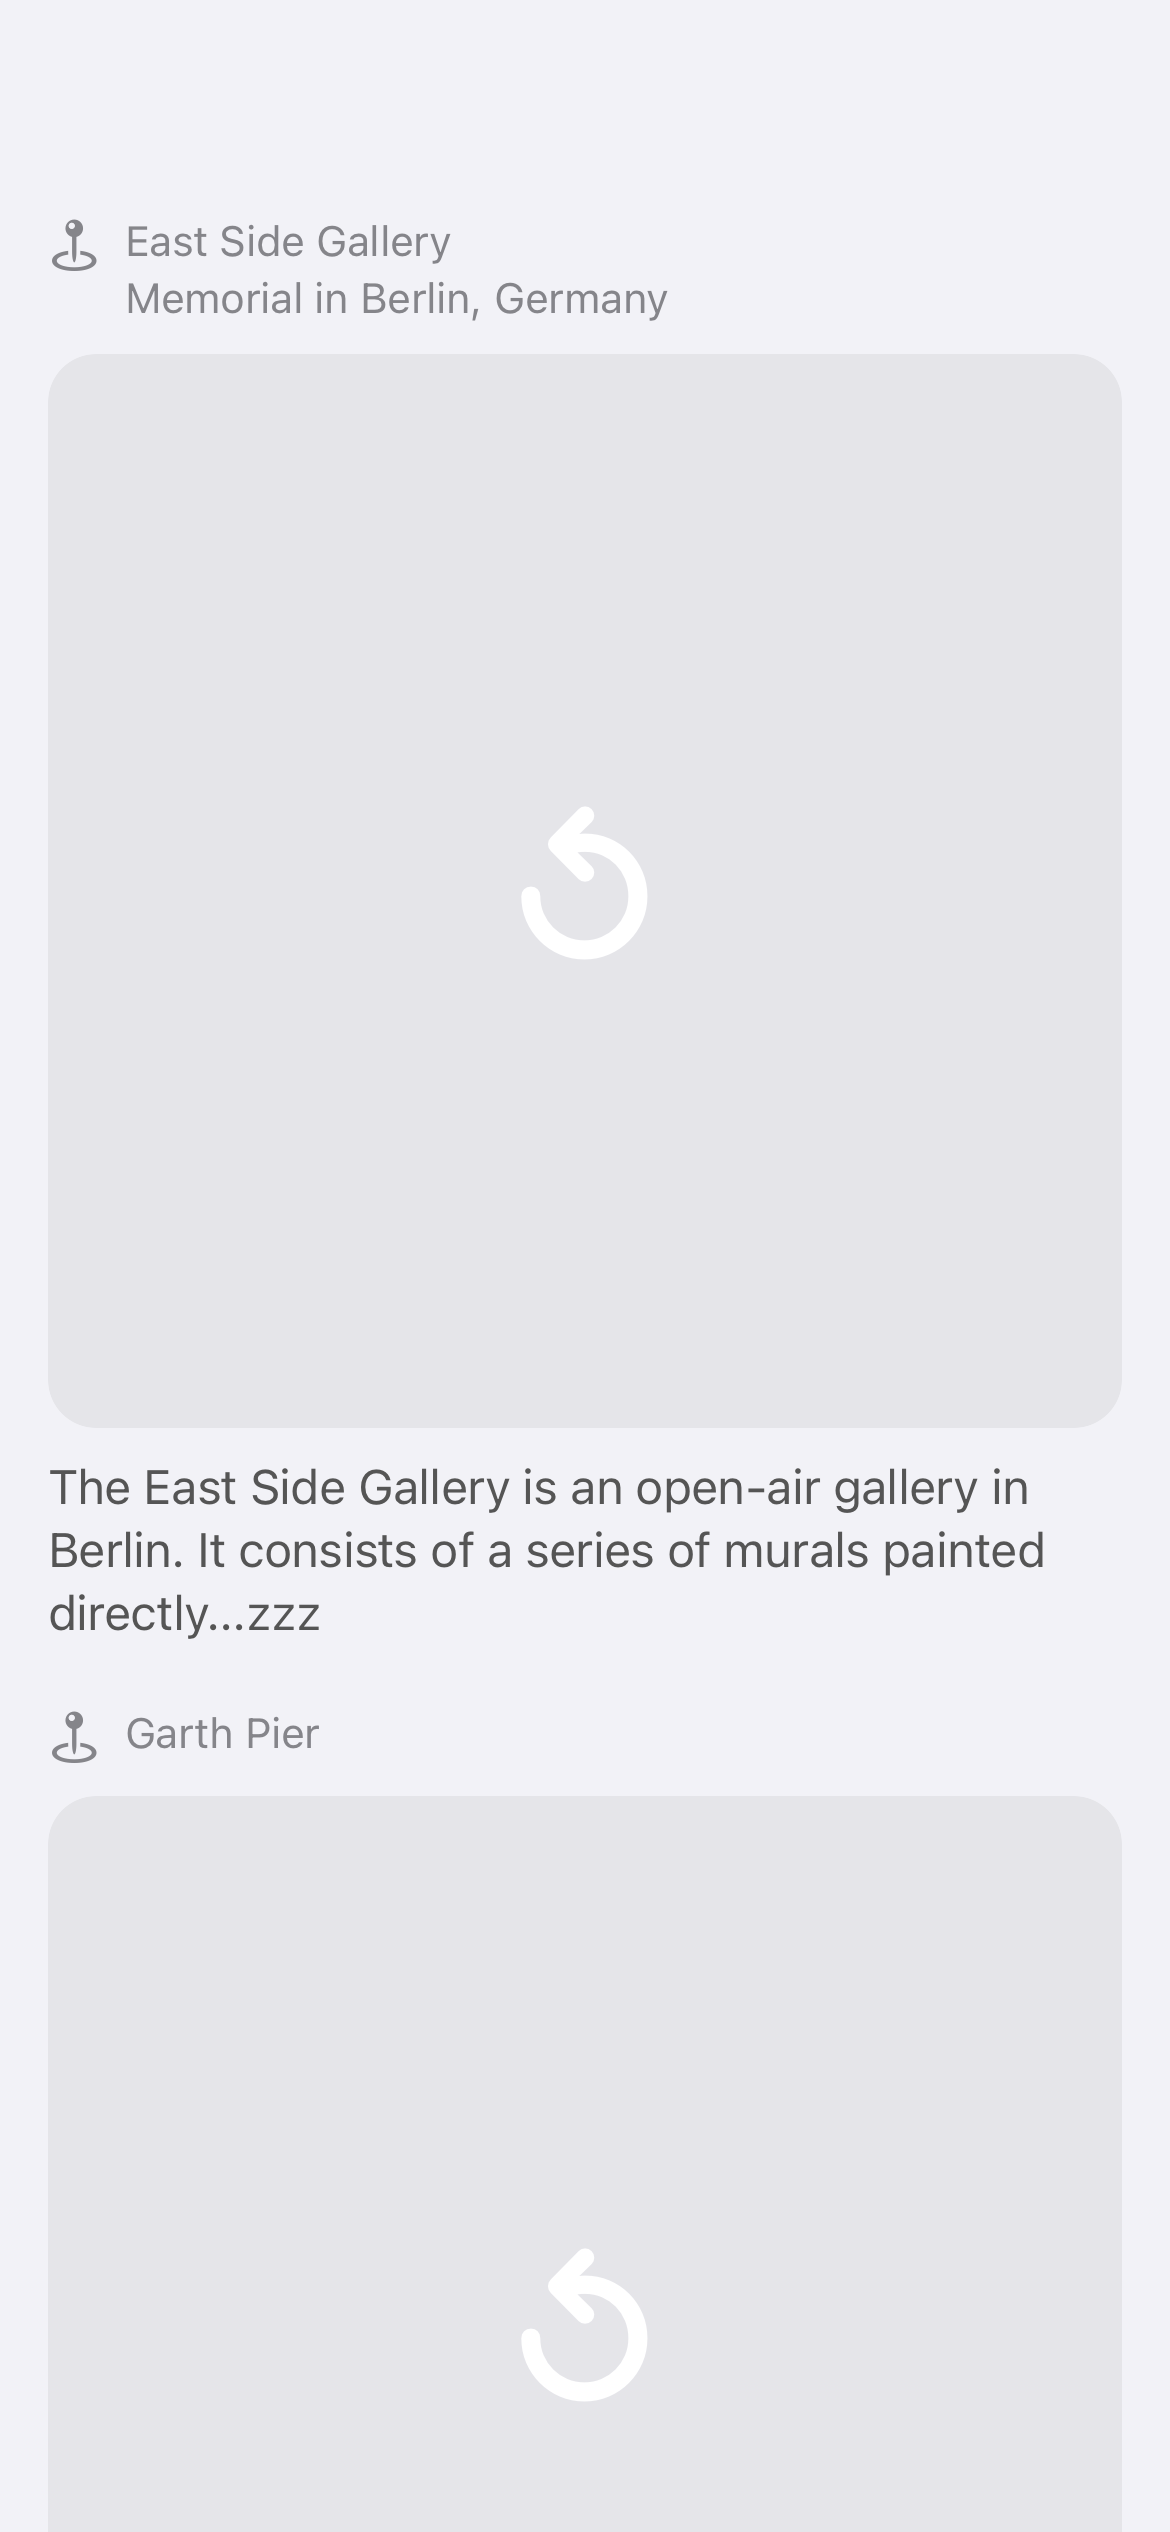 East Side Gallery
Memorial in Berlin, Germany
The East Side Gallery is an open-air gallery in
Berlin. It consists of a series of murals painted
directly...zzz
Garth Pier